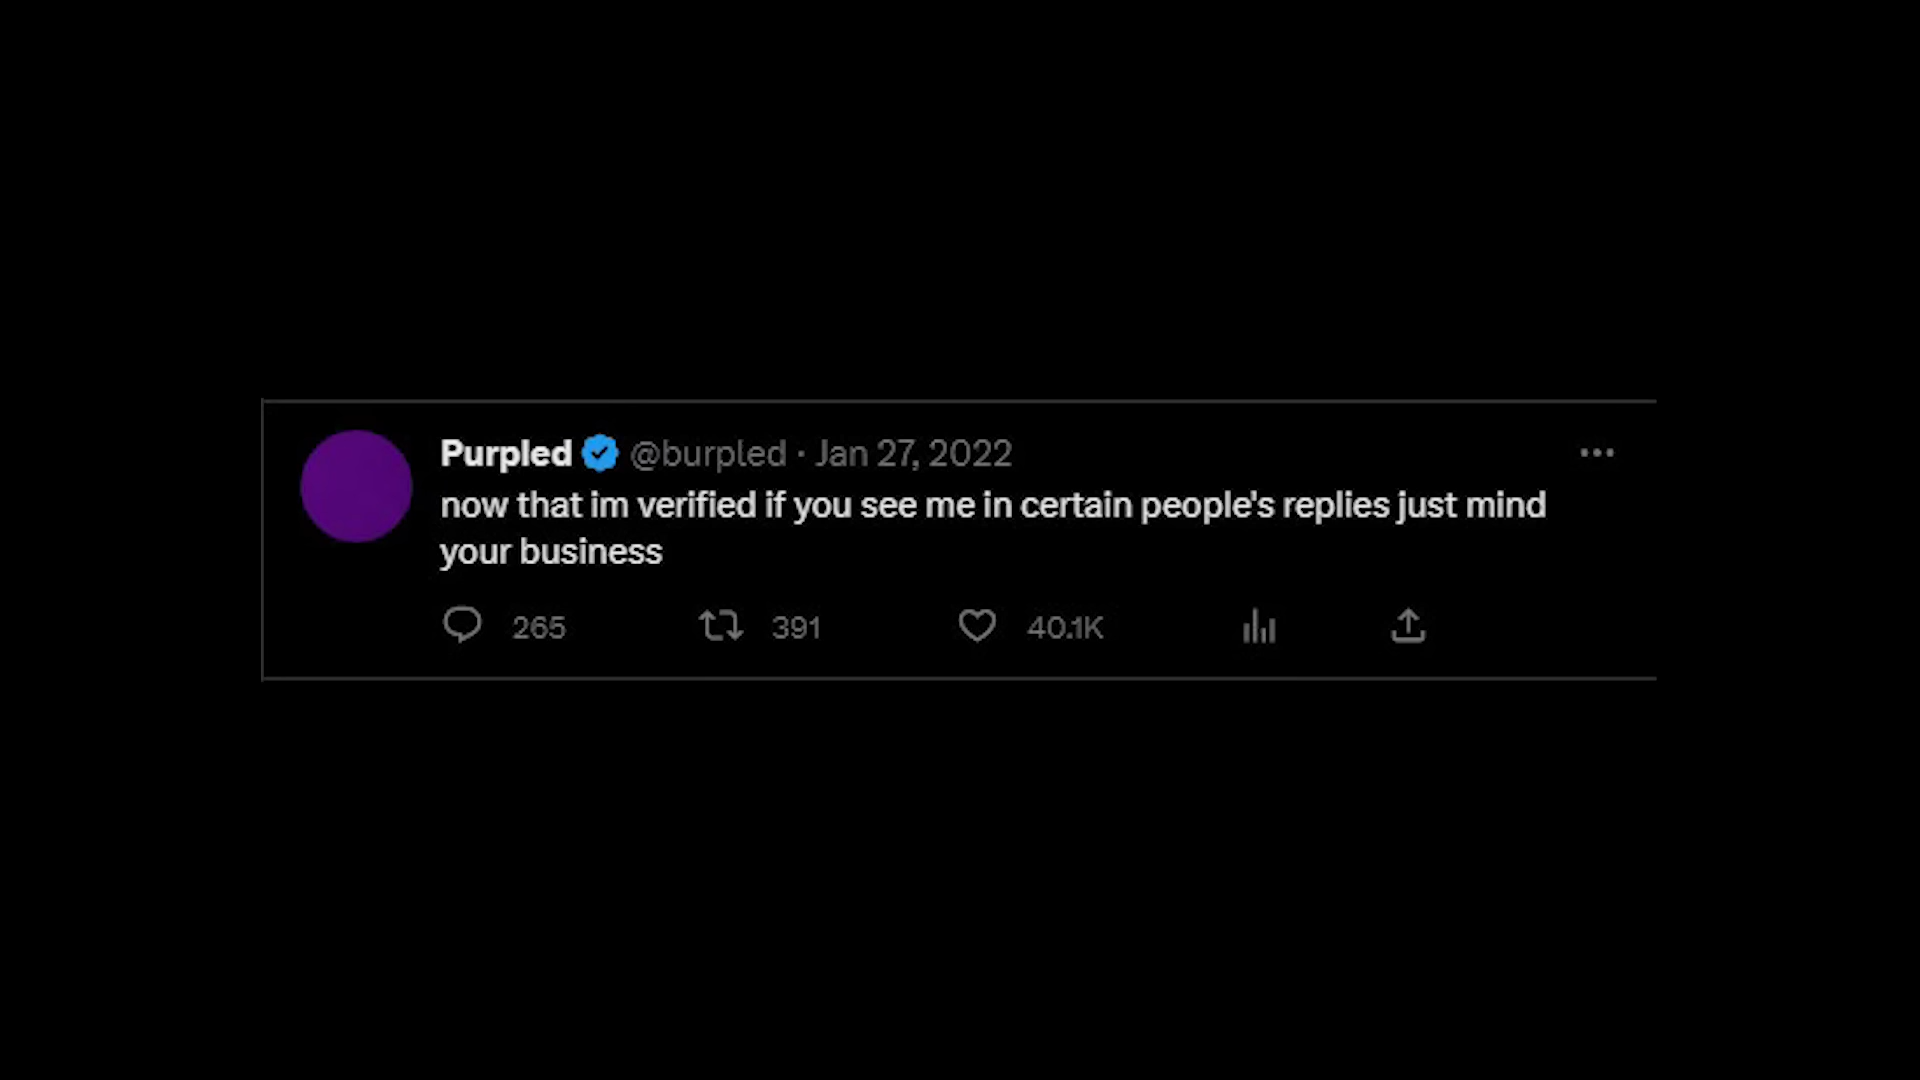 Purpled @burpled · Jan 27, 2022
now that im verified if you see me in certain people's replies just mind
your business
265 391 40.1K